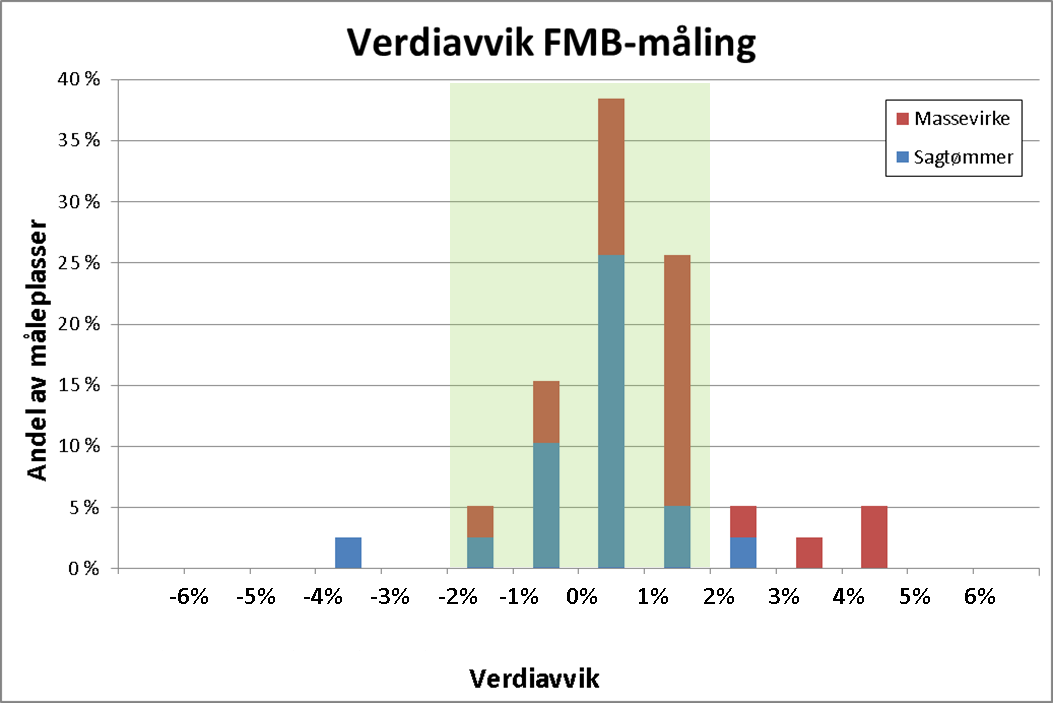 Verdiavvik FMB-måling
40 %
35 %
30 %
25 %
20 %
15 %
10 %
5 %
0 %
Andel av måleplasser
Massevirke
Sagtømmer
-6% -5% -4% -3% -2% -1% 0% 1% 2% 3% 4% 5% 6%
Verdiavvik